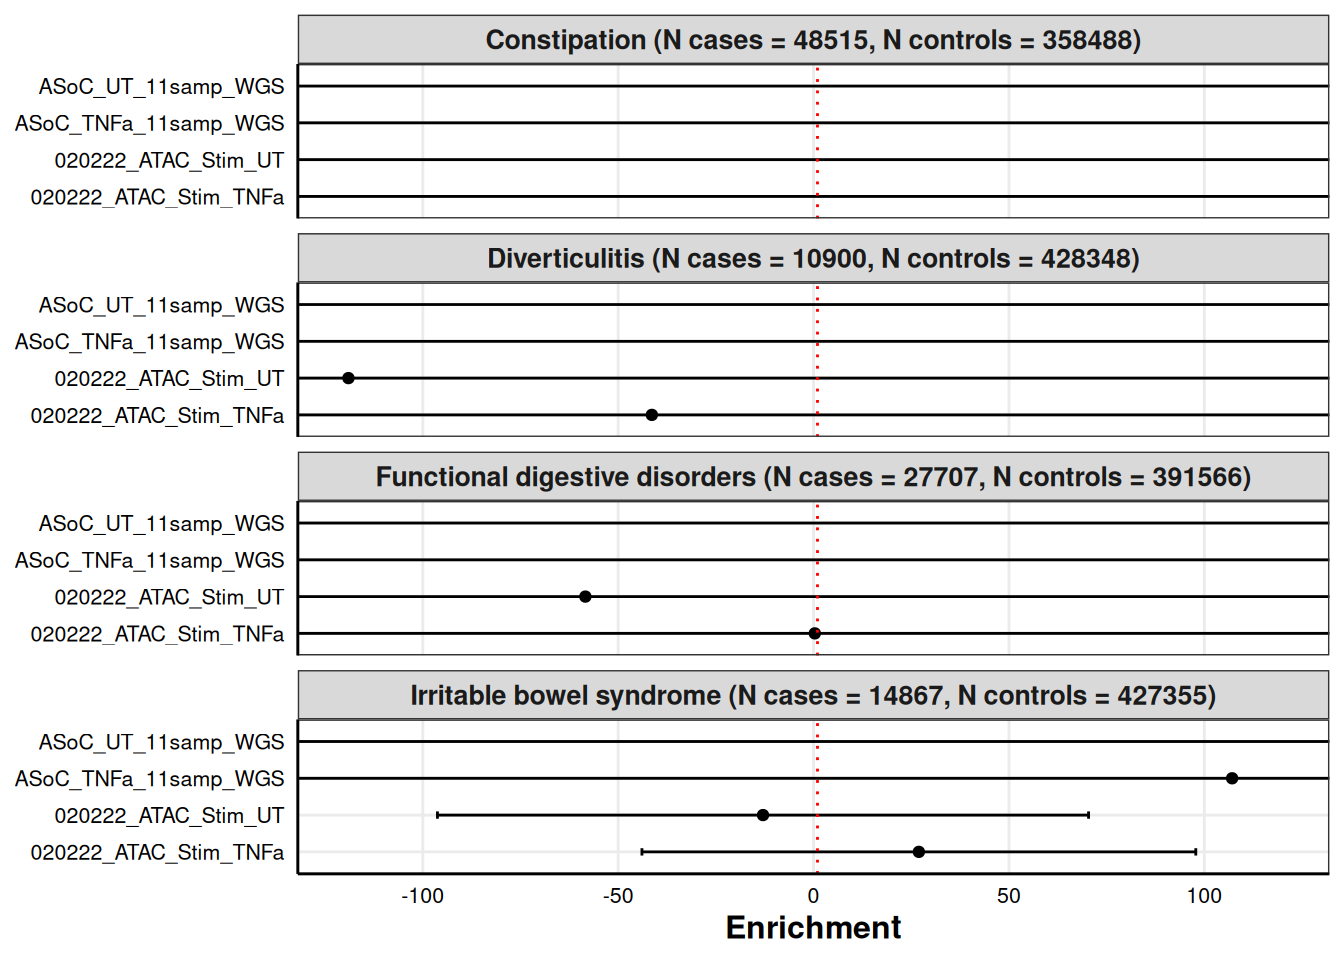 Constipation (N cases = 48515, N controls = 358488)
ASoC_UT_11samp_WGS
ASoC_TNFa_11samp_WGS
020222_ATAC_Stim_UT
020222_ATAC_Stim_TNFa
Diverticulitis (N cases = 10900, N controls = 428348)
ASoC_UT_11samp_WGS
ASoC_TNFa_11samp_WGS
020222_ATAC_Stim_UT
020222_ATAC_Stim_TNFa
Functional digestive disorders (N cases = 27707, N controls = 391566)
ASoC_UT_11samp_WGS
ASoC_TNFa_11samp_WGS
020222_ATAC_Stim_UT
020222_ATAC_Stim_TNFa
Irritable bowel syndrome (N cases = 14867, N controls = 427355)
ASoC_UT_11samp_WGS
ASoC_TNFa_11samp_WGS
020222_ATAC_Stim_UT
020222_ATAC_Stim_TNFa
-100 -50 0 50 100
Enrichment